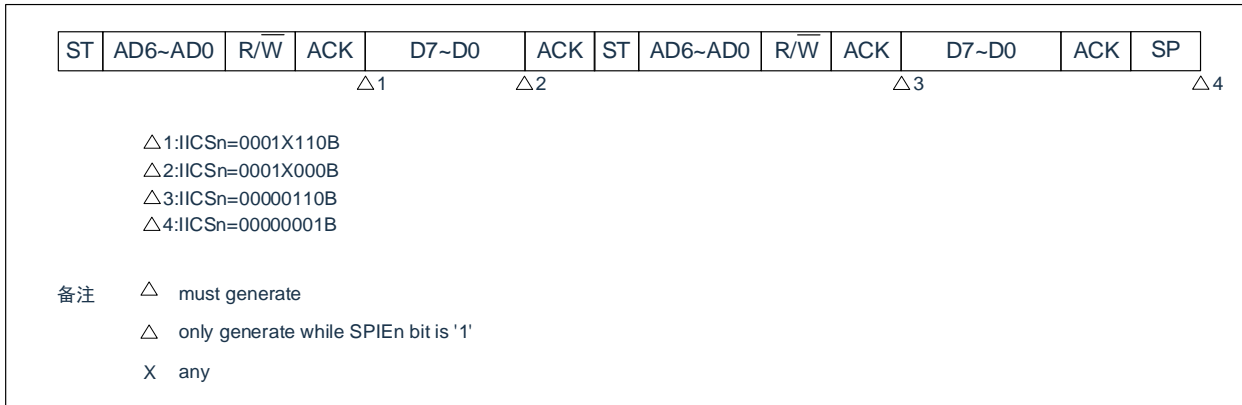 ST AD6~AD0 R/W̅ ACK D7~D0 ACK ST AD6~AD0 R/W̅ ACK D7~D0 ACK SP
△1 △2 △3 △4
△1:IICSn=0001X110B
△2:IICSn=0001X000B
△3:IICSn=00000110B
△4:IICSn=00000001B
备注 △ must generate
△ only generate while SPIEn bit is '1'
X any